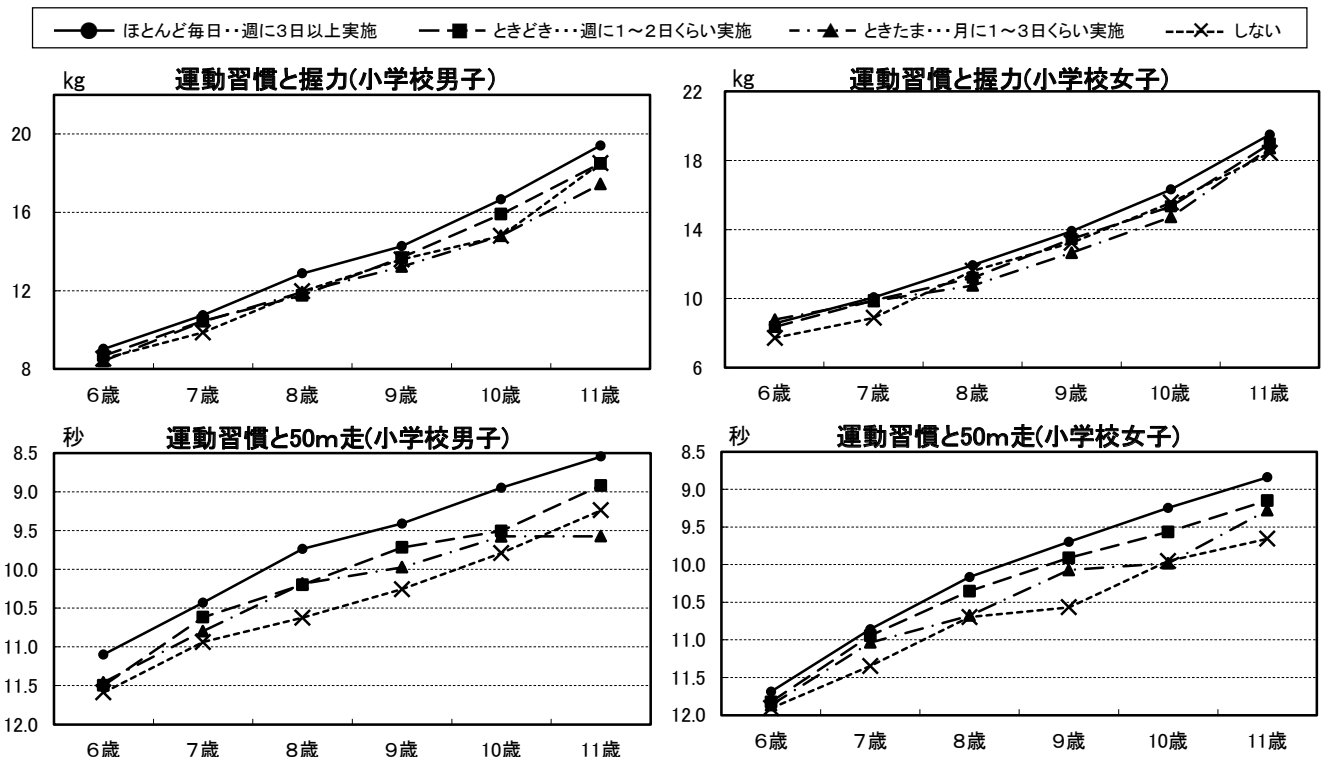 ほとんど毎日‥週に3日以上実施 ときどき･･･週に1～2日くらい実施 ときたま･･･月に1～3日くらい実施 しない
kg 運動習慣と握力(小学校男子)
20
16
12
8
6歳 7歳 8歳 9歳 10歳 11歳
kg 運動習慣と握力(小学校女子)
22
18
14
10
6
6歳 7歳 8歳 9歳 10歳 11歳
秒 運動習慣と50m走(小学校男子)
8.5
9.0
9.5
10.0
10.5
11.0
11.5
12.0
6歳 7歳 8歳 9歳 10歳 11歳
秒 運動習慣と50m走(小学校女子)
8.5
9.0
9.5
10.0
10.5
11.0
11.5
12.0
6歳 7歳 8歳 9歳 10歳 11歳